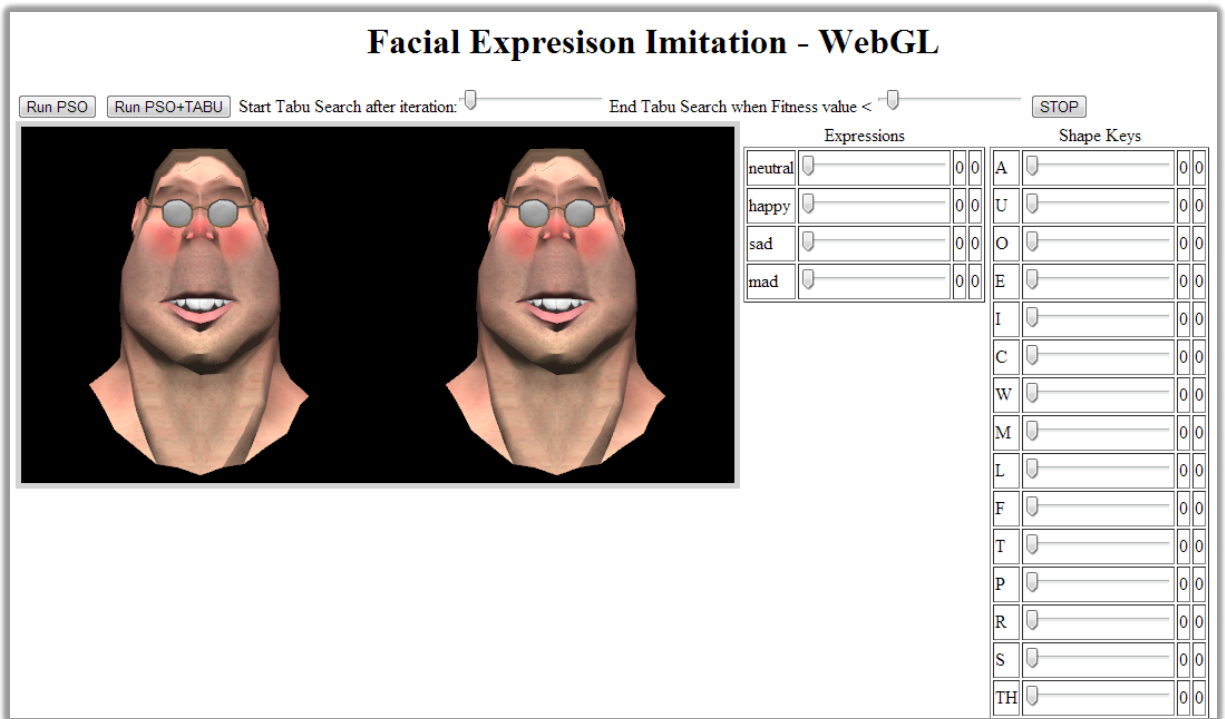 Facial Expresison Imitation - WebGL
Run PSO Run PSO+TABU Start Tabu Search after iteration: End Tabu Search when Fitness value < STOP
Expressions
neutral 0 0
happy 0 0
sad 0 0
mad 0 0
Shape Keys
A 0 0
U 0 0
O 0 0
E 0 0
I 0 0
C 0 0
W 0 0
M 0 0
L 0 0
F 0 0
T 0 0
P 0 0
R 0 0
S 0 0
TH 0 0